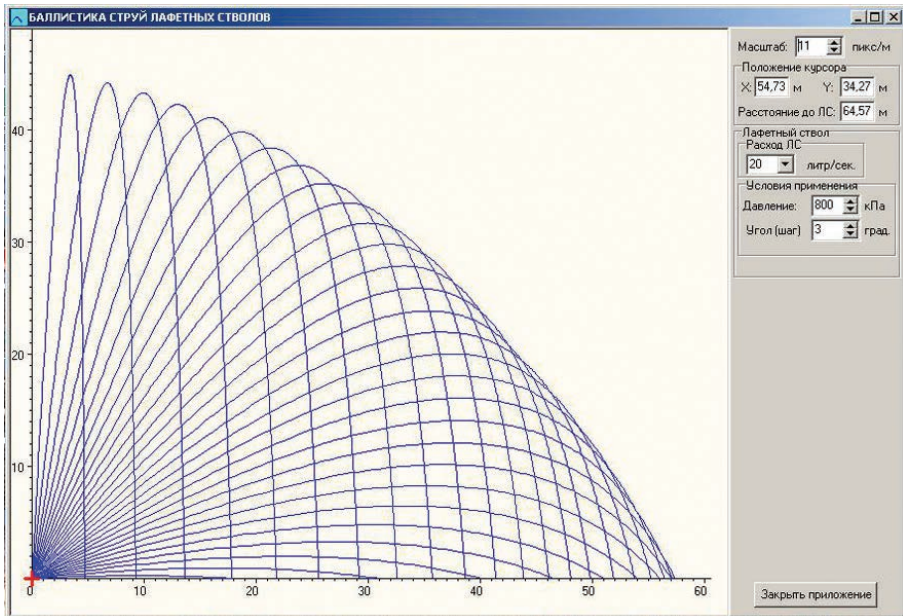 БАЛЛИСТИКА СТРУЙ ЛАФЕТНЫХ СТВОЛОВ
Масштаб: 11 пикс/м
Положение курсора
X: 54,73 м Y: 34,27 м
Расстояние до ЛС: 64,57 м
Лафетный ствол
Расход ЛС
20 литр/сек.
Условия применения
Давление: 800 кПа
Угол (шаг) 3 град.
40
30
20
10
0 10 20 30 40 50 60
Закрыть приложение